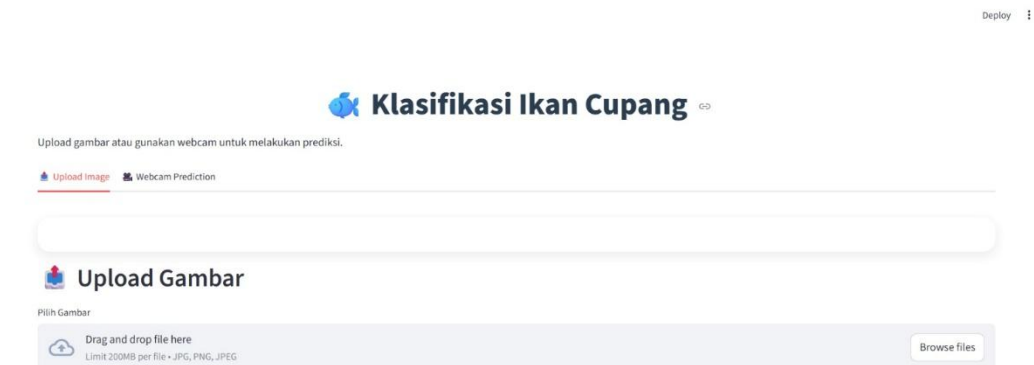 Deploy
Klasifikasi Ikan Cupang
Upload gambar atau gunakan webcam untuk melakukan prediksi.
Upload Image Webcam Prediction
Upload Gambar
Pilih Gambar
Drag and drop file here
Limit 200MB per file • JPG, PNG, JPEG
Browse files